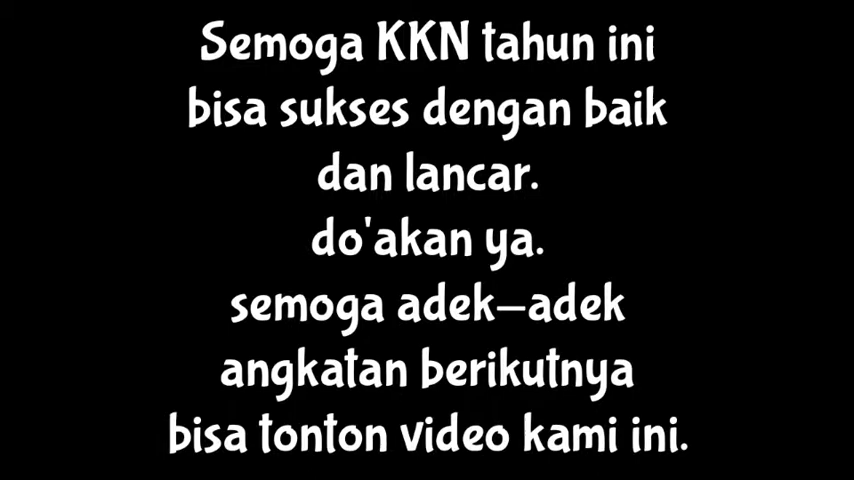 Semoga KKN tahun ini
bisa sukses dengan baik
dan lancar.
do'akan ya.
semoga adek-adek
angkatan berikutnya
bisa tonton video kami ini.